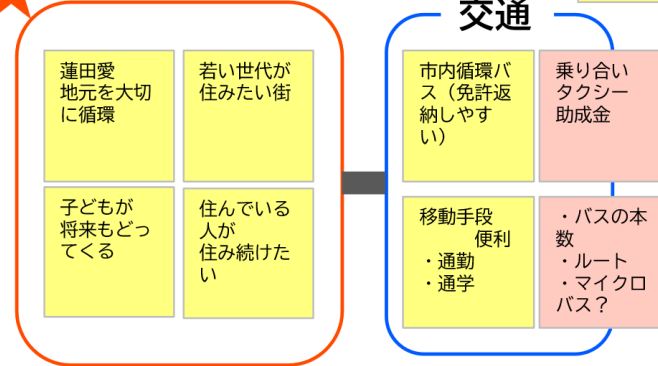 交通
蓮田愛
地元を大切
に循環
若い世代が
住みたい街
子どもが
将来もどっ
てくる
住んでいる
人が
住み続けた
い
市内循環バ
ス（免許返
納しやす
い）
乗り合い
タクシー
助成金
移動手段
便利
・通勤
・通学
・バスの本
数
・ルート
・マイクロ
バス？